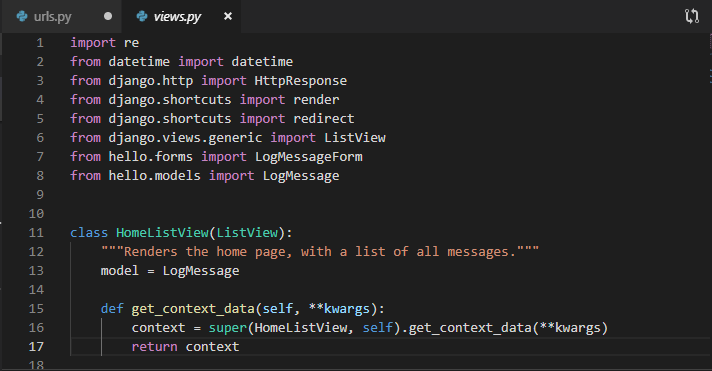 urls.py views.py
1 import re
2 from datetime import datetime
3 from django.http import HttpResponse
4 from django.shortcuts import render
5 from django.shortcuts import redirect
6 from django.views.generic import ListView
7 from hello.forms import LogMessageForm
8 from hello.models import LogMessage
9
10
11 class HomeListView(ListView):
12     """Renders the home page, with a list of all messages."""
13     model = LogMessage
14
15     def get_context_data(self, **kwargs):
16         context = super(HomeListView, self).get_context_data(**kwargs)
17         return context
18